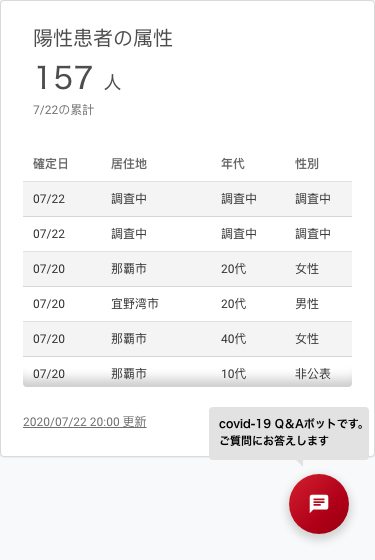 陽性患者の属性
157 人
7/22の累計
確定日 居住地 年代 性別
07/22 調査中 調査中 調査中
07/22 調査中 調査中 調査中
07/20 那覇市 20代 女性
07/20 宜野湾市 20代 男性
07/20 那覇市 40代 女性
07/20 那覇市 10代 非公表
2020/07/22 20:00 更新
covid-19 Q&Aボットです。
ご質問にお答えします